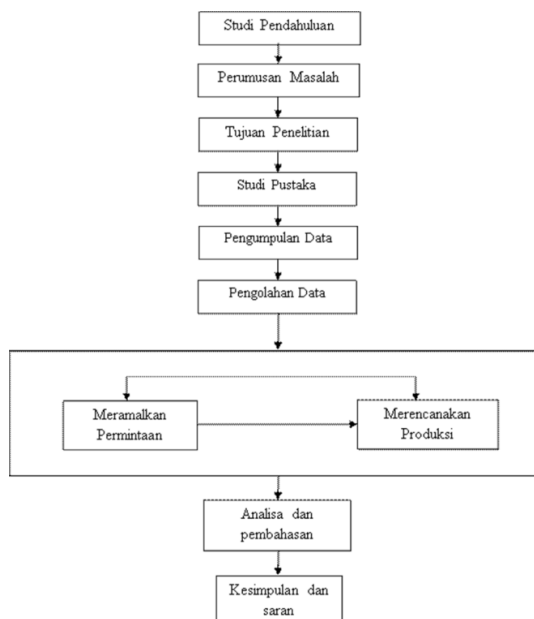 Studi Pendahuluan
Perumusan Masalah
Tujuan Penelitian
Studi Pustaka
Pengumpulan Data
Pengolahan Data
Meramalkan
Permintaan
Merencanakan
Produksi
Analisa dan
pembahasan
Kesimpulan dan
saran